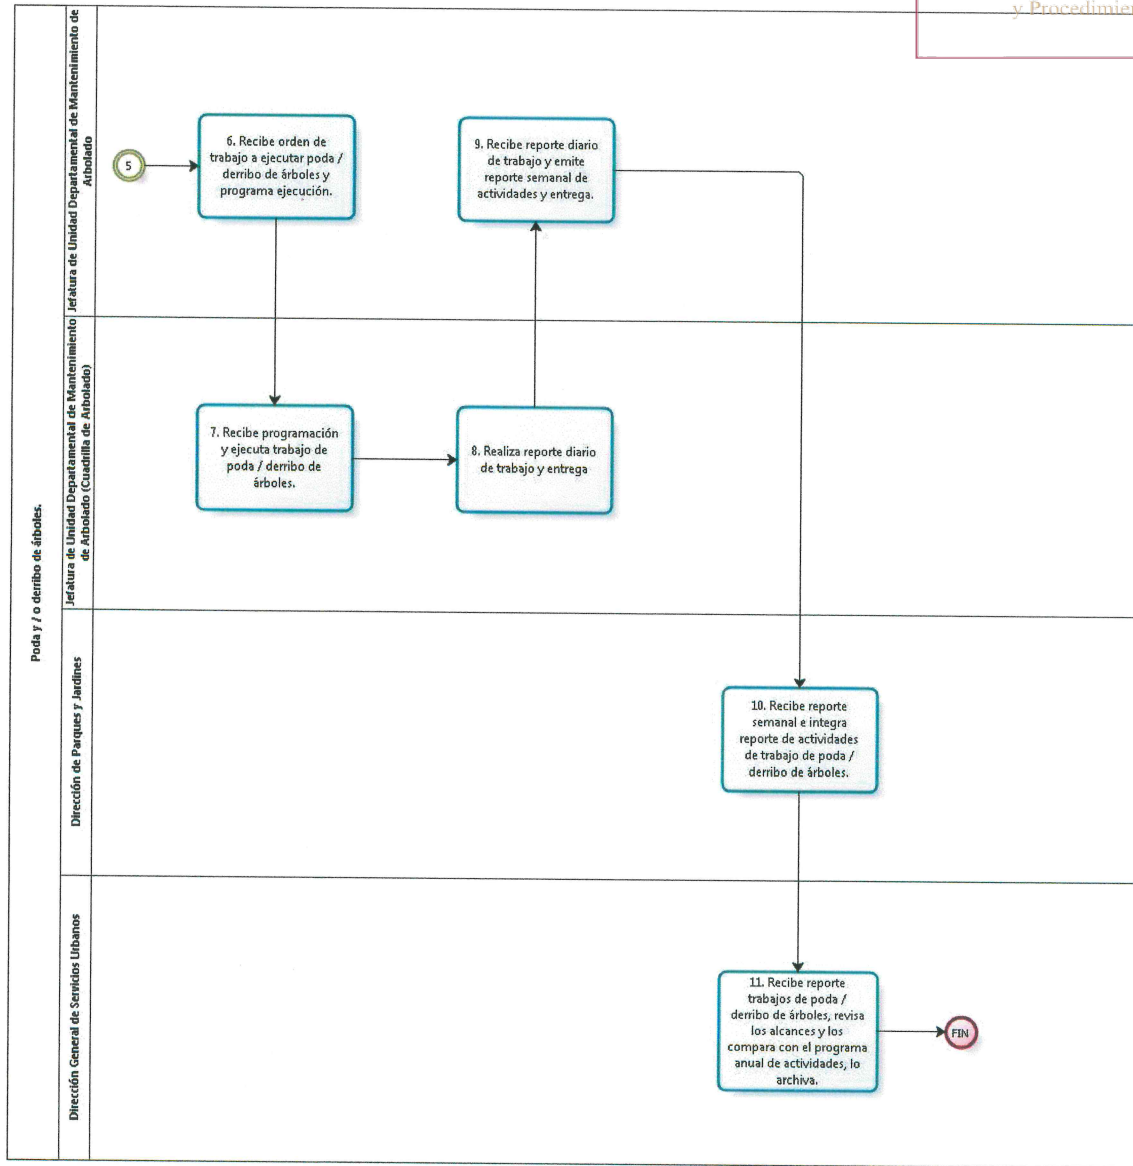 y Procedimien
Poda y / o derribo de árboles.
Jefatura de Unidad Departamental de Mantenimiento de
Arbolado
5
6. Recibe orden de
trabajo a ejecutar poda /
derribo de árboles y
programa ejecución.
9. Recibe reporte diario
de trabajo y emite
reporte semanal de
actividades y entrega.
Jefatura de Unidad Departamental de Mantenimiento
de Arbolado (Cuadrilla de Arbolado)
7. Recibe programación
y ejecuta trabajo de
poda / derribo de
árboles.
8. Realiza reporte diario
de trabajo y entrega
Dirección de Parques y Jardines
10. Recibe reporte
semanal e integra
reporte de actividades
de trabajo de poda /
derribo de árboles.
Dirección General de Servicios Urbanos
11. Recibe reporte
trabajos de poda /
derribo de árboles, revisa
los alcances y los
compara con el programa
anual de actividades, lo
archiva.
FIN